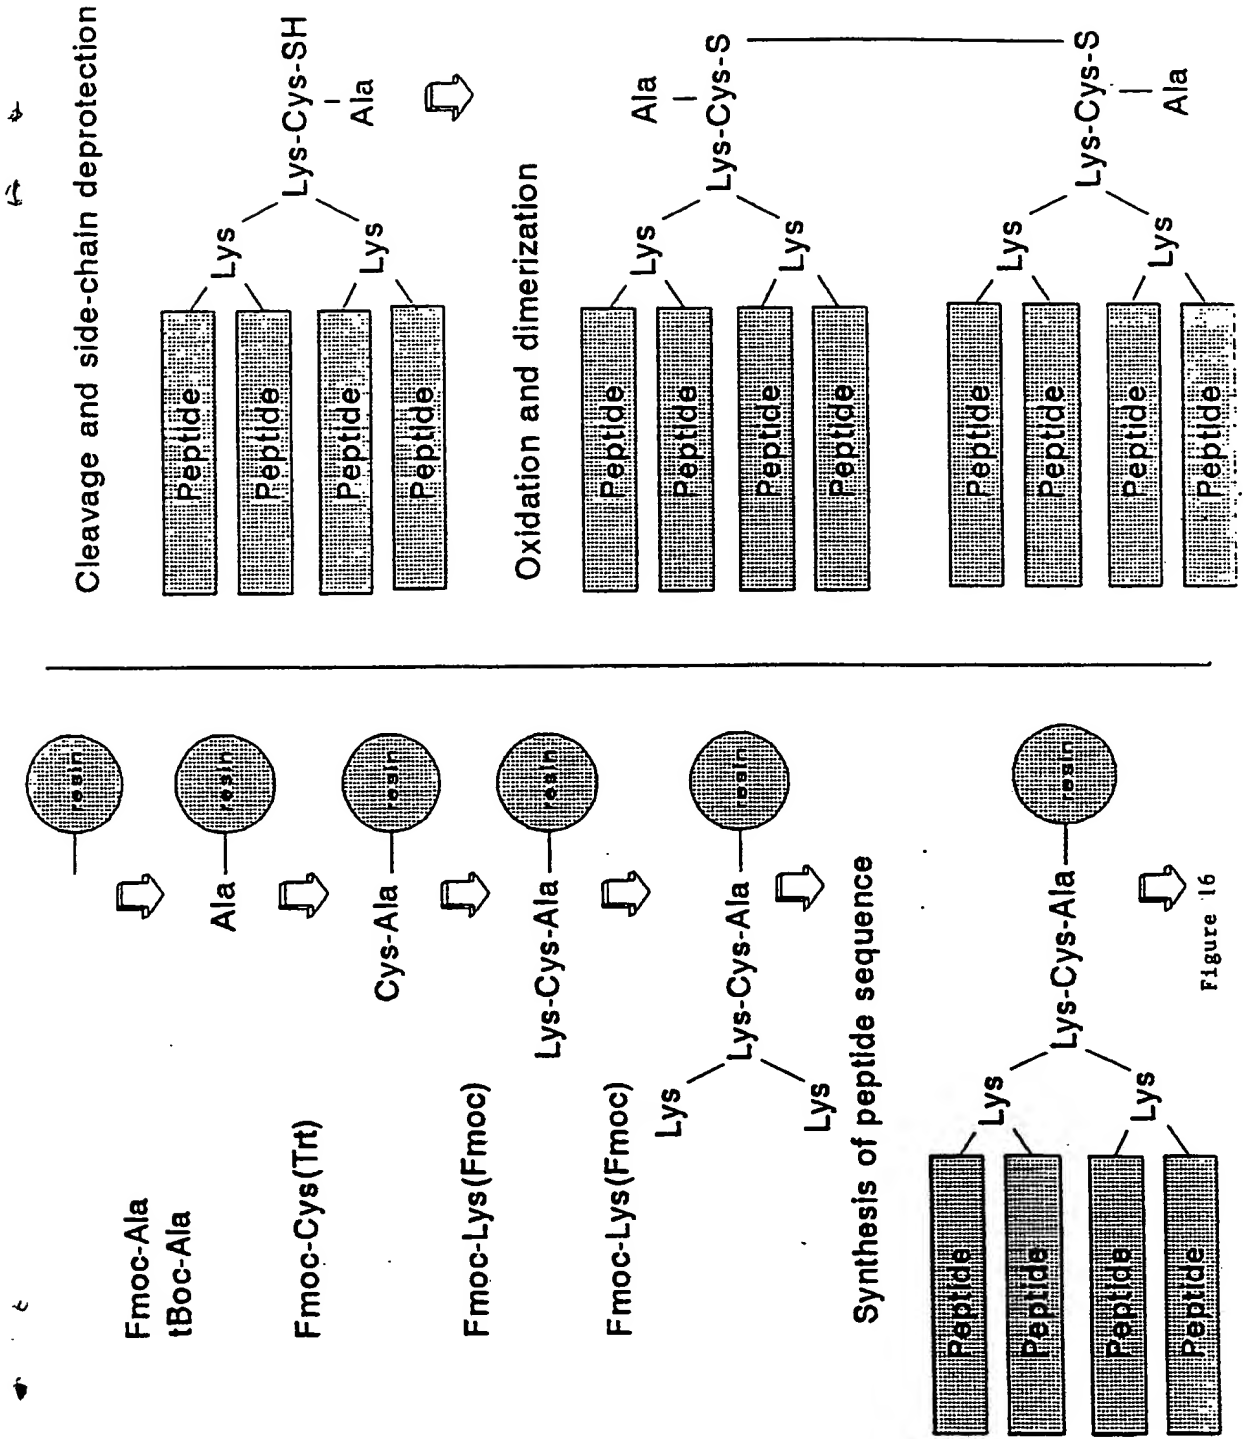 resin
Fmoc-Ala
tBoc-Ala
Ala
resin
Fmoc-Cys(Trt)
Cys-Ala
resin
Fmoc-Lys(Fmoc)
Lys-Cys-Ala
resin
Fmoc-Lys(Fmoc)
Lys
Lys-Cys-Ala
resin
Lys
Synthesis of peptide sequence
Peptide
Peptide
Lys
Lys-Cys-Ala
resin
Peptide
Peptide
Lys
Figure 16
Cleavage and side-chain deprotection
Peptide
Peptide
Lys
Lys-Cys-SH
Ala
Peptide
Peptide
Lys
Oxidation and dimerization
Peptide
Peptide
Lys
Ala
Lys-Cys-S
Peptide
Peptide
Lys
Peptide
Peptide
Lys
Lys-Cys-S
Ala
Peptide
Peptide
Lys